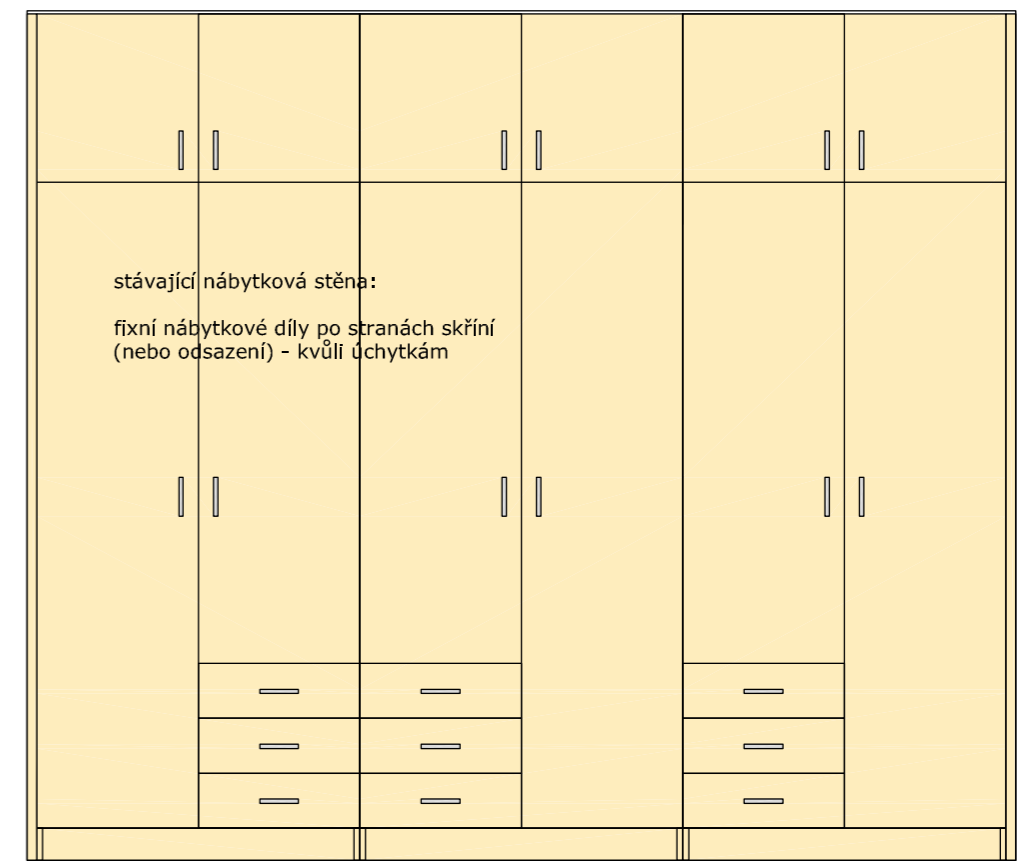 stávající nábytková stěna:
fixní nábytkové díly po stranách skříní
(nebo odsazení) - kvůli úchytkám